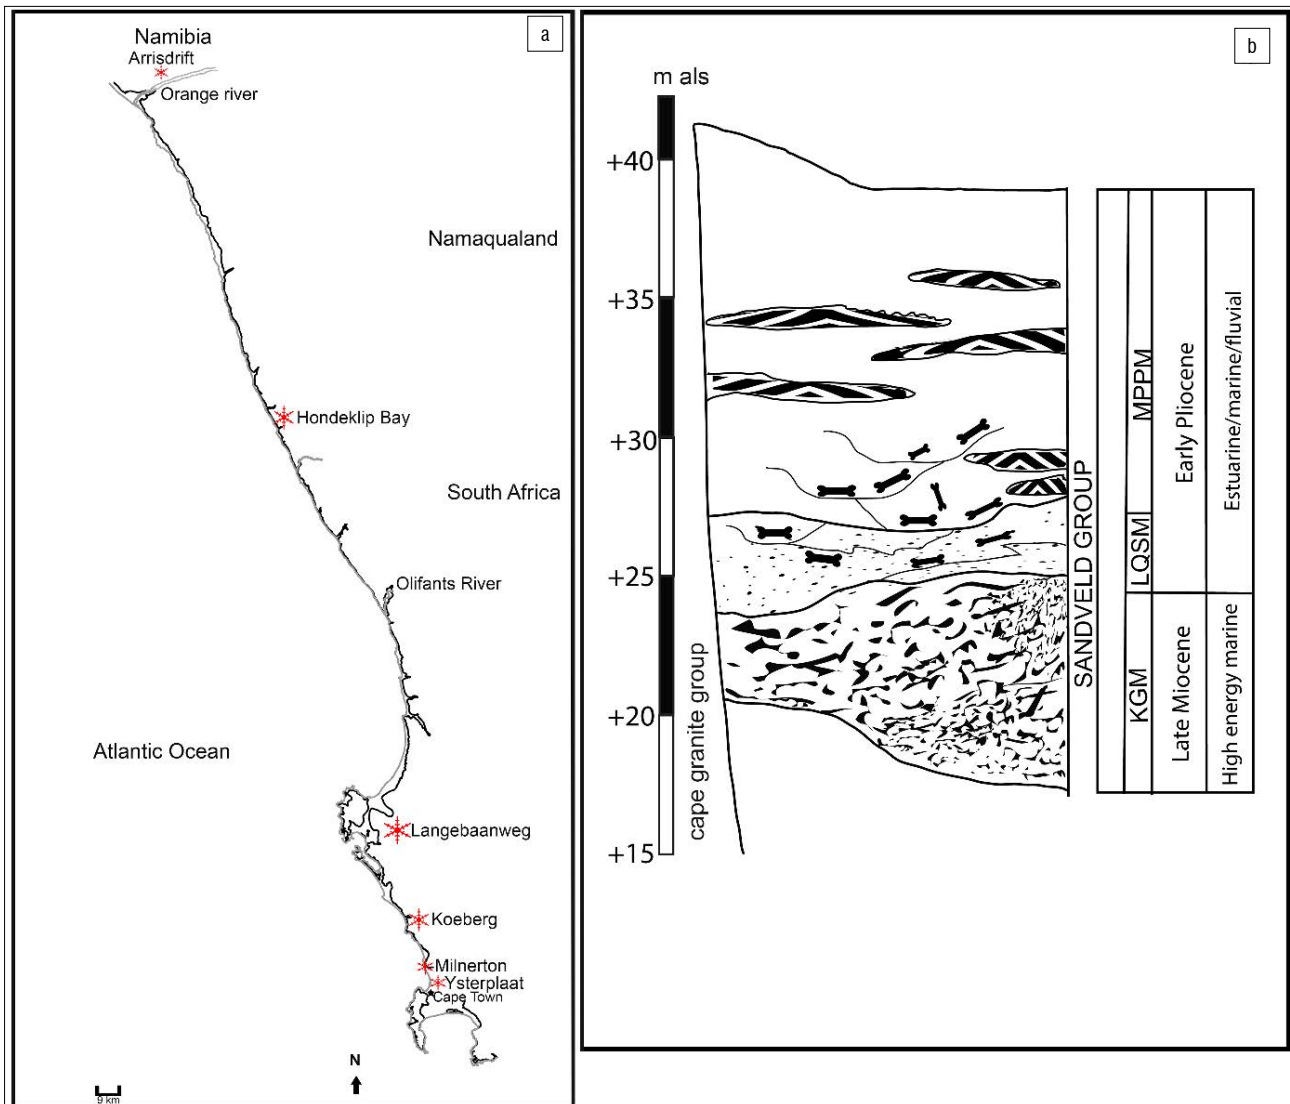 a
Namibia
Arrisdrift
Orange river
Namaqualand
Hondeklip Bay
South Africa
Olifants River
Atlantic Ocean
Langebaanweg
Koeberg
Milnerton
Ysterplaat
Cape Town
N
9 km
b
m als
+40
+35
+30
+25
+20
+15
cape granite group
SANDVELD GROUP
MPPM
LQSM
KGM
Early Pliocene
Late Miocene
Estuarine/marine/fluvial
High energy marine